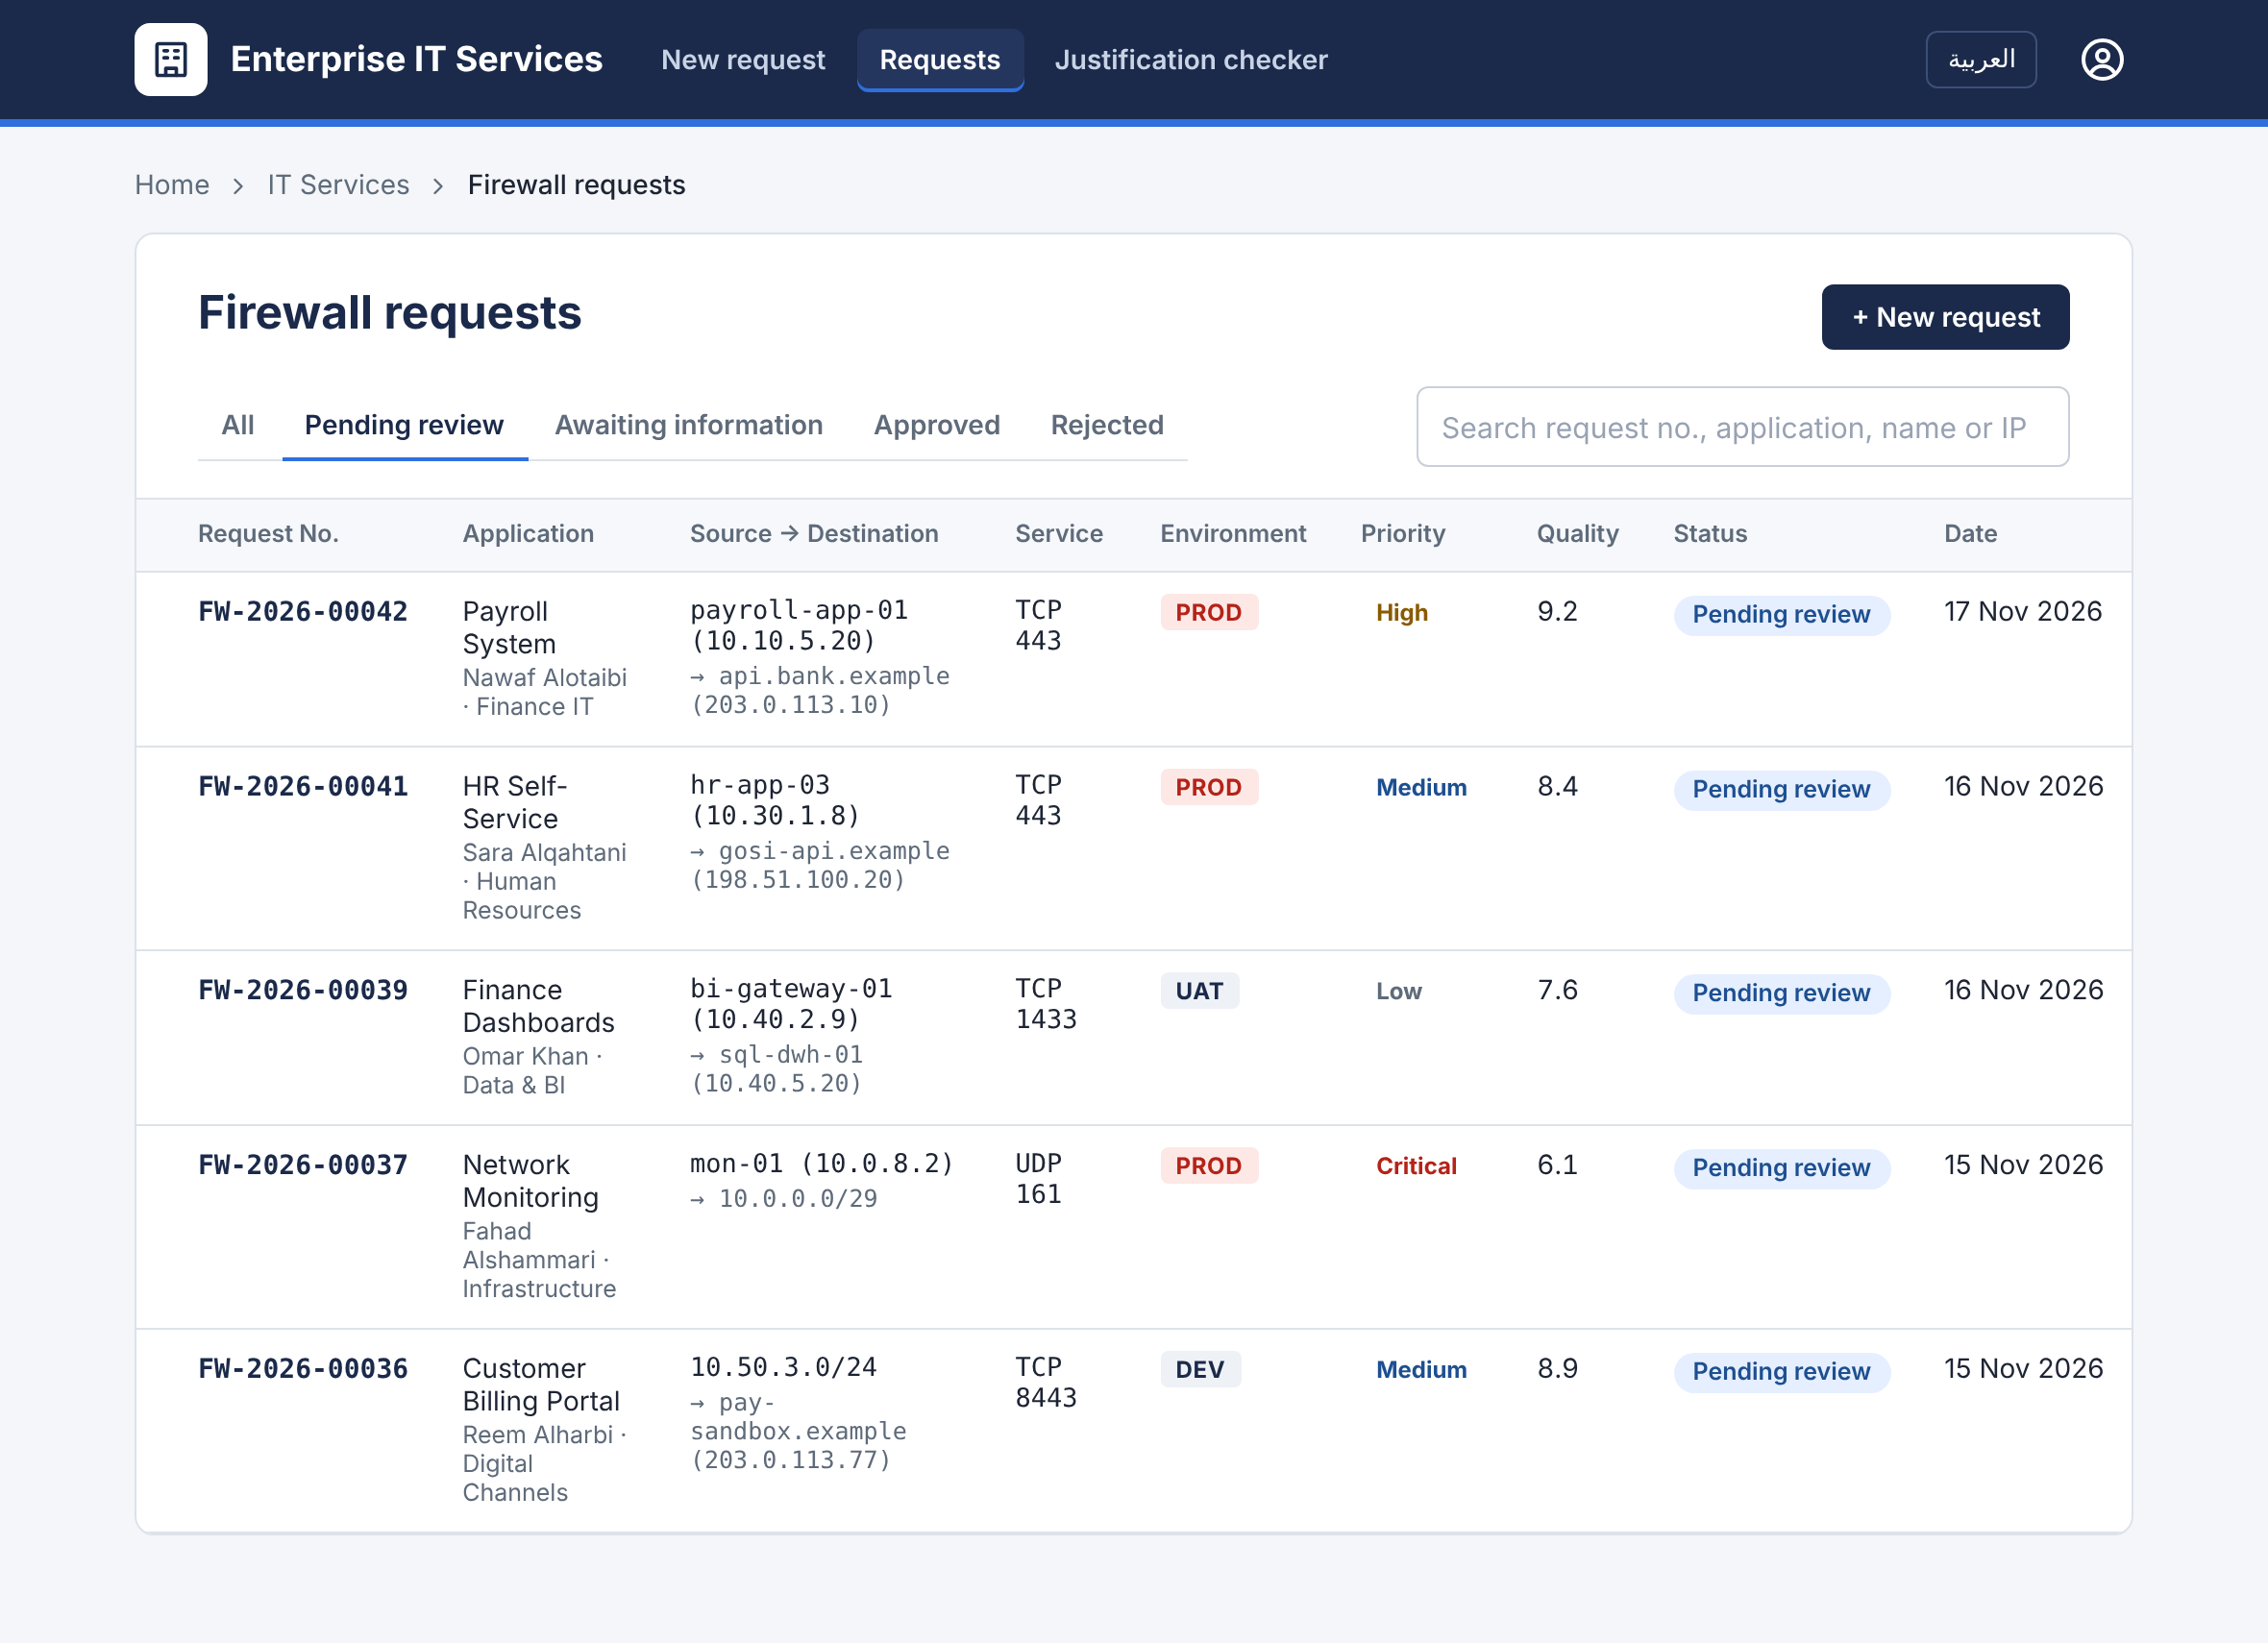 Enterprise IT Services
New request
Requests
Justification checker
العربية
Home > IT Services > Firewall requests
Firewall requests
+ New request
All
Pending review
Awaiting information
Approved
Rejected
Search request no., application, name or IP
Request No.
Application
Source → Destination
Service
Environment
Priority
Quality
Status
Date
FW-2026-00042
Payroll
System
Nawaf Alotaibi
· Finance IT
payroll-app-01
(10.10.5.20)
→ api.bank.example
(203.0.113.10)
TCP
443
PROD
High
9.2
Pending review
17 Nov 2026
FW-2026-00041
HR Self-
Service
Sara Alqahtani
· Human
Resources
hr-app-03
(10.30.1.8)
→ gosi-api.example
(198.51.100.20)
TCP
443
PROD
Medium
8.4
Pending review
16 Nov 2026
FW-2026-00039
Finance
Dashboards
Omar Khan ·
Data & BI
bi-gateway-01
(10.40.2.9)
→ sql-dwh-01
(10.40.5.20)
TCP
1433
UAT
Low
7.6
Pending review
16 Nov 2026
FW-2026-00037
Network
Monitoring
Fahad
Alshammari ·
Infrastructure
mon-01 (10.0.8.2)
→ 10.0.0.0/29
UDP
161
PROD
Critical
6.1
Pending review
15 Nov 2026
FW-2026-00036
Customer
Billing Portal
Reem Alharbi ·
Digital
Channels
10.50.3.0/24
→ pay-
sandbox.example
(203.0.113.77)
TCP
8443
DEV
Medium
8.9
Pending review
15 Nov 2026